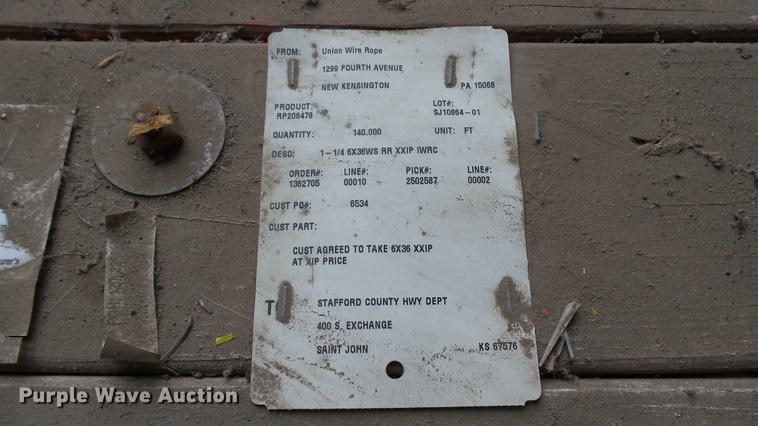 FROM: Union Wire Rope
1299 FOURTH AVENUE
NEW KENSINGTON PA 15068
PRODUCT: LOT#:
RP206478 SJ10864-01
QUANTITY: 140.000 UNIT: FT
DESC: 1-1/4 6X36WS RR XXIP IWRC
ORDER#: LINE#: PICK#: LINE#:
1362705 00010 2502587 00002
CUST PO#: 6534
CUST PART:
CUST AGREED TO TAKE 6X36 XXIP
AT XIP PRICE
T STAFFORD COUNTY HWY DEPT
400 S. EXCHANGE
SAINT JOHN KS 67576
Purple Wave Auction